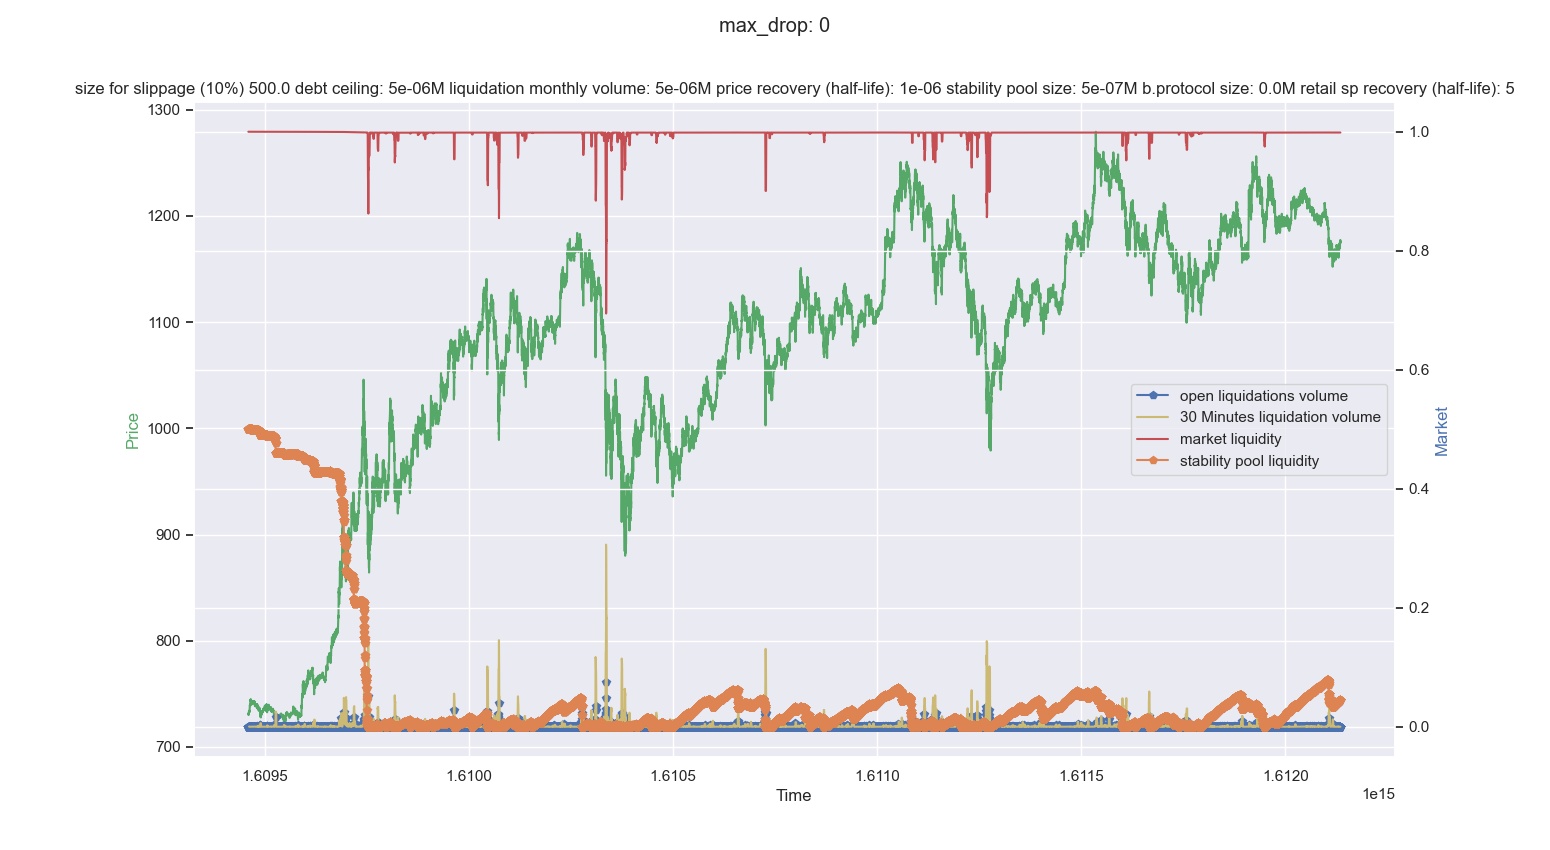 max_drop: 0
size for slippage (10%) 500.0 debt ceiling: 5e-06M liquidation monthly volume: 5e-06M price recovery (half-life): 1e-06 stability pool size: 5e-07M b.protocol size: 0.0M retail sp recovery (half-life): 5
1300
1200
1100
1000
900
800
700
Price
1.0
0.8
0.6
0.4
0.2
0.0
Market
open liquidations volume
30 Minutes liquidation volume
market liquidity
stability pool liquidity
1.6095 1.6100 1.6105 1.6110 1.6115 1.6120
Time
1e15